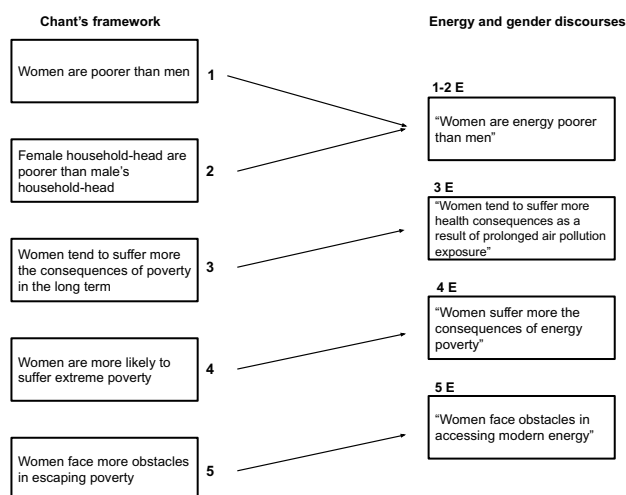 Chant's framework
Energy and gender discourses
Women are poorer than men
1
1-2 E
"Women are energy poorer
than men"
Female household-head are
poorer than male's
household-head
2
3 E
"Women tend to suffer more
health consequences as a
result of prolonged air pollution
exposure"
Women tend to suffer more
the consequences of poverty
in the long term
3
4 E
"Women suffer more the
consequences of energy
poverty"
Women are more likely to
suffer extreme poverty
4
5 E
"Women face obstacles in
accessing modern energy"
Women face more obstacles
in escaping poverty
5